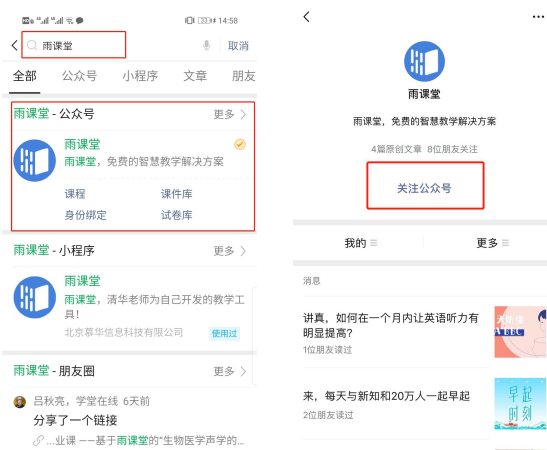 14:58
雨课堂
取消
全部 公众号 小程序 文章 朋友
雨课堂 - 公众号 更多
雨课堂
雨课堂，免费的智慧教学解决方案
课程 课件库
身份绑定 试卷库
雨课堂 - 小程序 更多
雨课堂
雨课堂，清华老师为自己开发的教学工
具！
北京慕华信息科技有限公司 使用过
雨课堂 - 朋友圈 更多
吕秋亮，学堂在线 6天前
分享了一个链接
...业课 ——基于雨课堂的“生物医学声学的...
雨课堂
雨课堂，免费的智慧教学解决方案
4篇原创文章 8位朋友关注
关注公众号
我的 更多
消息
讲真，如何在一个月内让英语听力有
明显提高？
1位朋友读过
来，每天与新知和20万人一起早起
2位朋友读过
早起
时刻